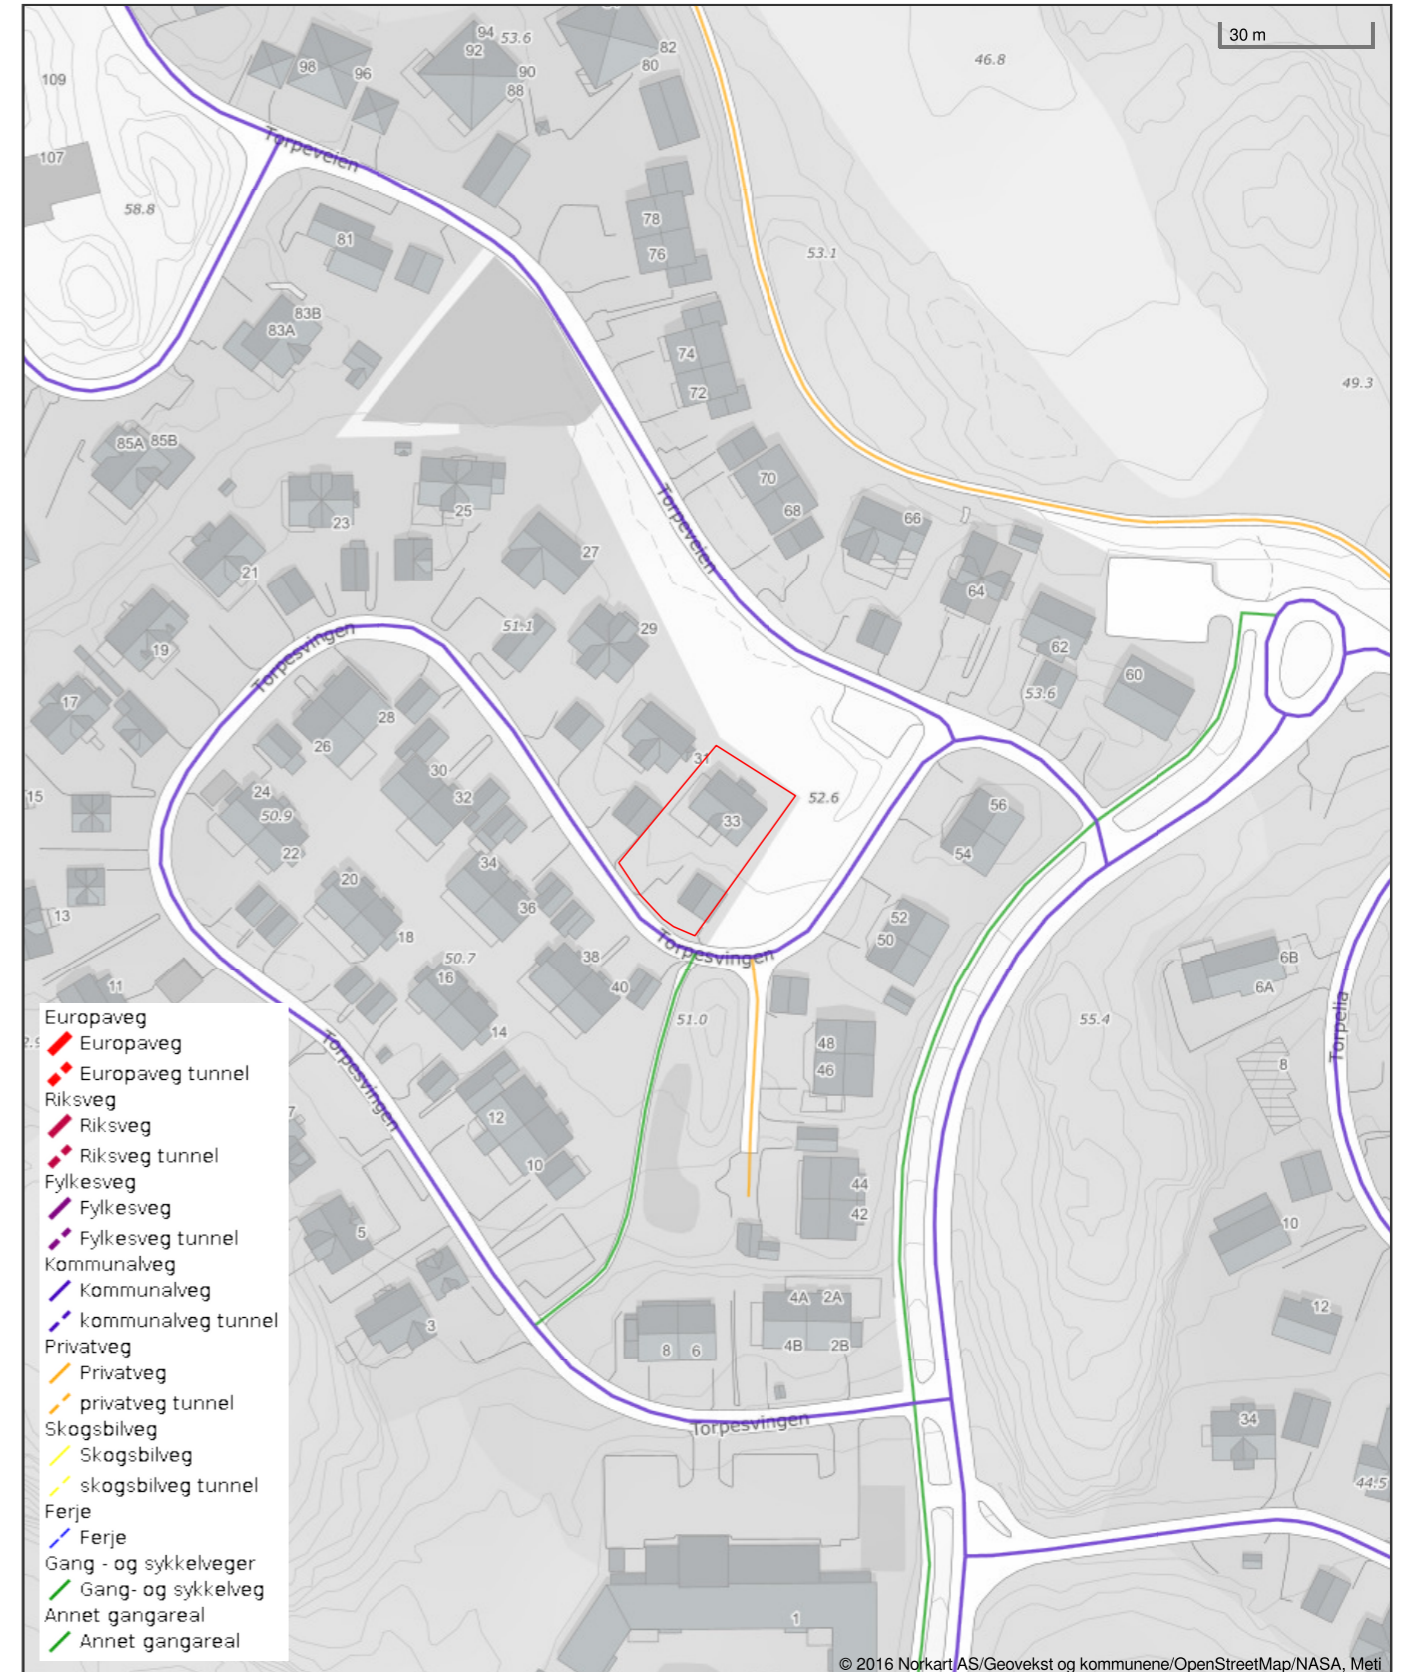 30 m
94
53.6
92
82
80
98
96
90
88
46.8
109
Torpeveien
107
58.8
78
76
81
53.1
83B
83A
74
72
49.3
85A 85B
23
25
70
68
66
27
Torpeveien
21
64
51.1
29
Torpesvingen
19
62
60
53.6
17
28
26
31
30
32
24
50.9
22
15
33
52.6
56
54
34
20
36
13
18
52
50
Torpesvingen
50.7
16
38
40
6B
6A
11
51.0
55.4
14
48
46
Torpelia
8
Torpesvingen
12
7
10
44
42
5
10
4A 2A
3
8 6
4B 2B
12
Torpesvingen
34
44.5
1
Europaveg
Europaveg
Europaveg tunnel
Riksveg
Riksveg
Riksveg tunnel
Fylkesveg
Fylkesveg
Fylkesveg tunnel
Kommunalveg
Kommunalveg
kommunalveg tunnel
Privatveg
Privatveg
privatveg tunnel
Skogsbilveg
Skogsbilveg
skogsbilveg tunnel
Ferje
Ferje
Gang - og sykkelveger
Gang- og sykkelveg
Annet gangareal
Annet gangareal
© 2016 Norkart AS/Geovekst og kommunene/OpenStreetMap/NASA, Meti